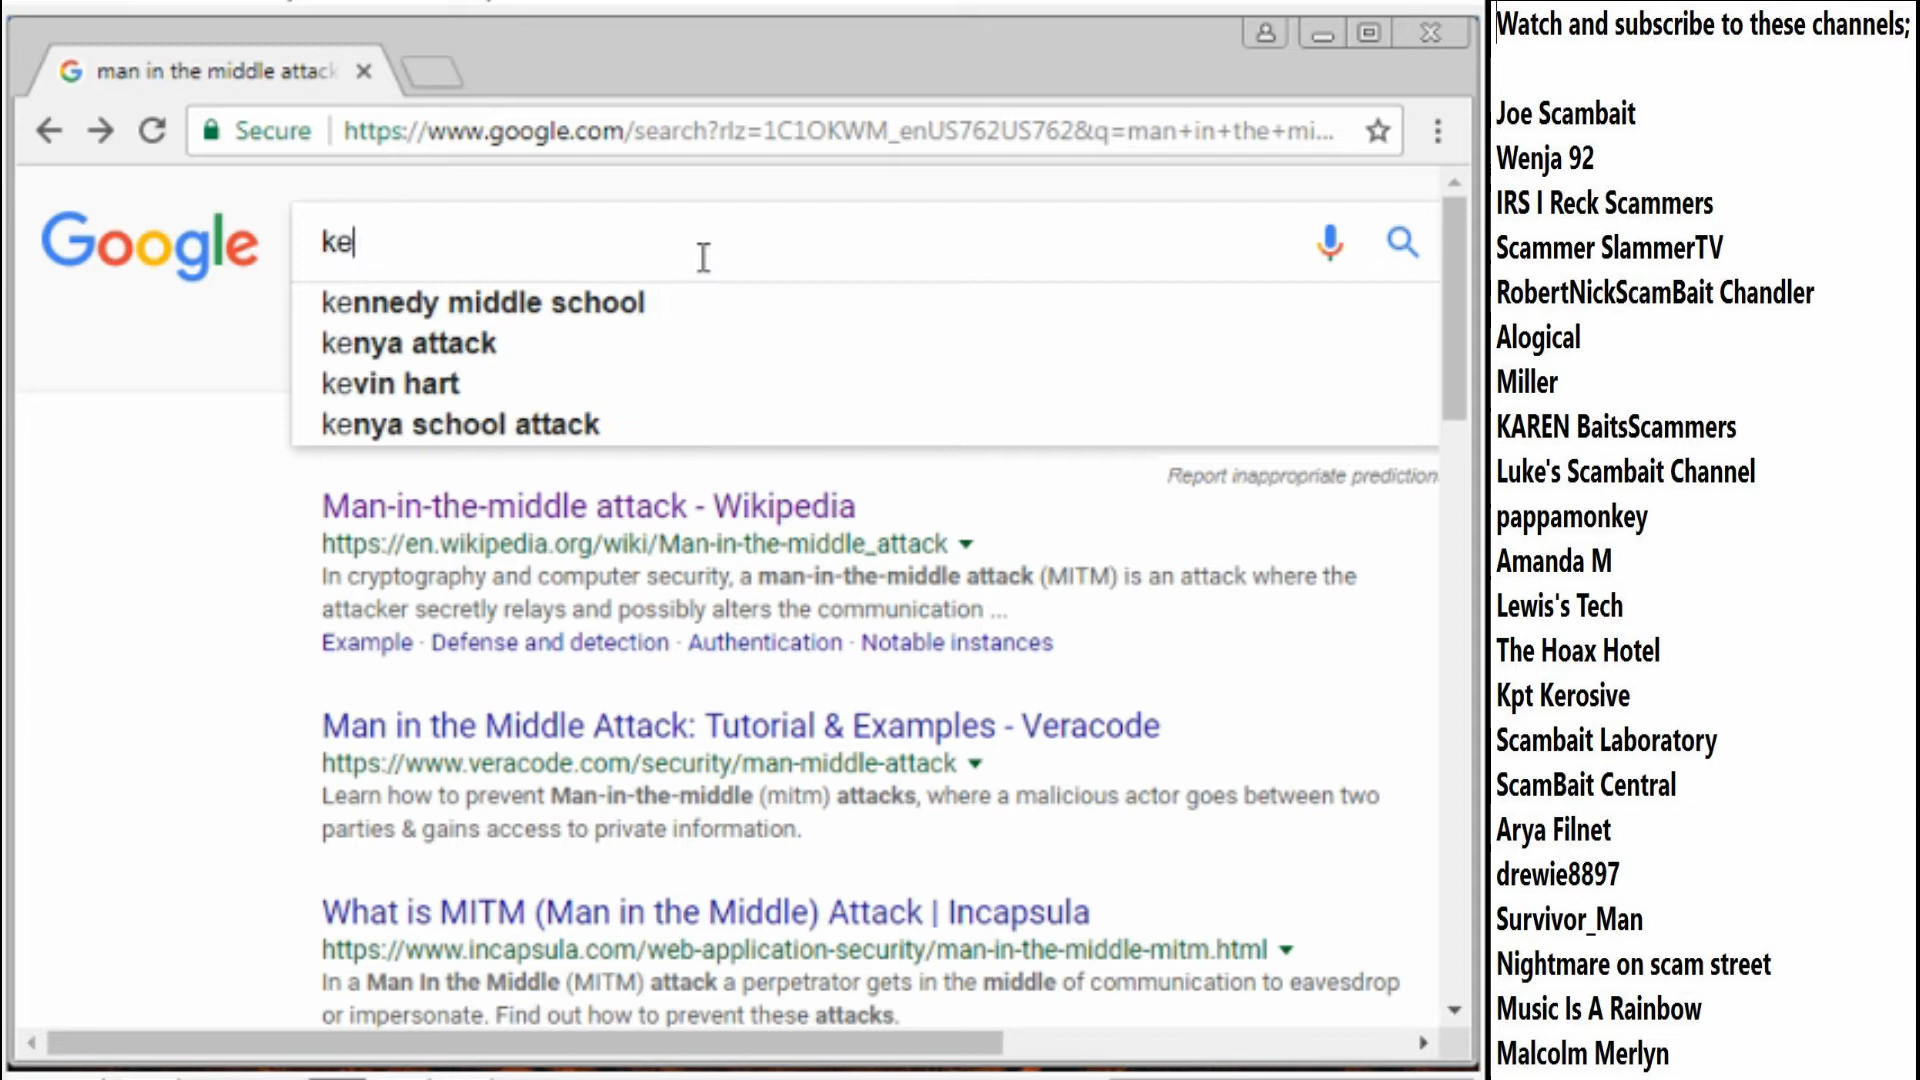 man in the middle attack
Secure
https://www.google.com/search?rlz=1C1OKWM_enUS762US762&q=man+in+the+mi...
Google
ke
kennedy middle school
kenya attack
kevin hart
kenya school attack
Report inappropriate prediction
Man-in-the-middle attack - Wikipedia
https://en.wikipedia.org/wiki/Man-in-the-middle_attack
In cryptography and computer security, a man-in-the-middle attack (MITM) is an attack where the
attacker secretly relays and possibly alters the communication ...
Example · Defense and detection · Authentication · Notable instances
Man in the Middle Attack: Tutorial & Examples - Veracode
https://www.veracode.com/security/man-middle-attack
Learn how to prevent Man-in-the-middle (mitm) attacks, where a malicious actor goes between two
parties & gains access to private information.
What is MITM (Man in the Middle) Attack | Incapsula
https://www.incapsula.com/web-application-security/man-in-the-middle-mitm.html
In a Man In the Middle (MITM) attack a perpetrator gets in the middle of communication to eavesdrop
or impersonate. Find out how to prevent these attacks.
Watch and subscribe to these channels;
Joe Scambait
Wenja 92
IRS I Reck Scammers
Scammer SlammerTV
RobertNickScamBait Chandler
Alogical
Miller
KAREN BaitsScammers
Luke's Scambait Channel
pappamonkey
Amanda M
Lewis's Tech
The Hoax Hotel
Kpt Kerosive
Scambait Laboratory
ScamBait Central
Arya Filnet
drewie8897
Survivor_Man
Nightmare on scam street
Music Is A Rainbow
Malcolm Merlyn